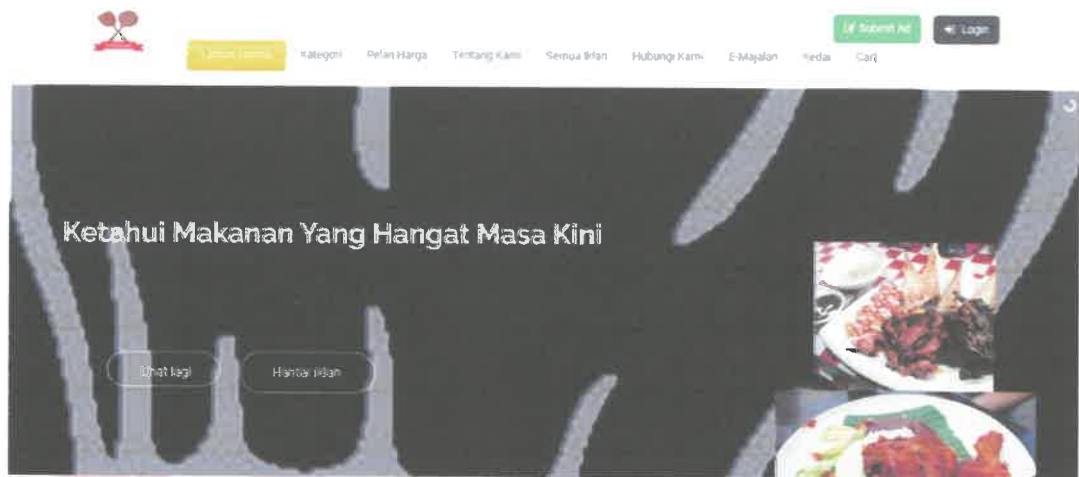 Submit Ad
Login
Kategori
Pelan Harga
Tentang Kami
Semua Iklan
Hubungi Kami
E-Majalah
Kedai
Cari
Ketahui Makanan Yang Hangat Masa Kini
Lihat lagi
Hantar Iklan